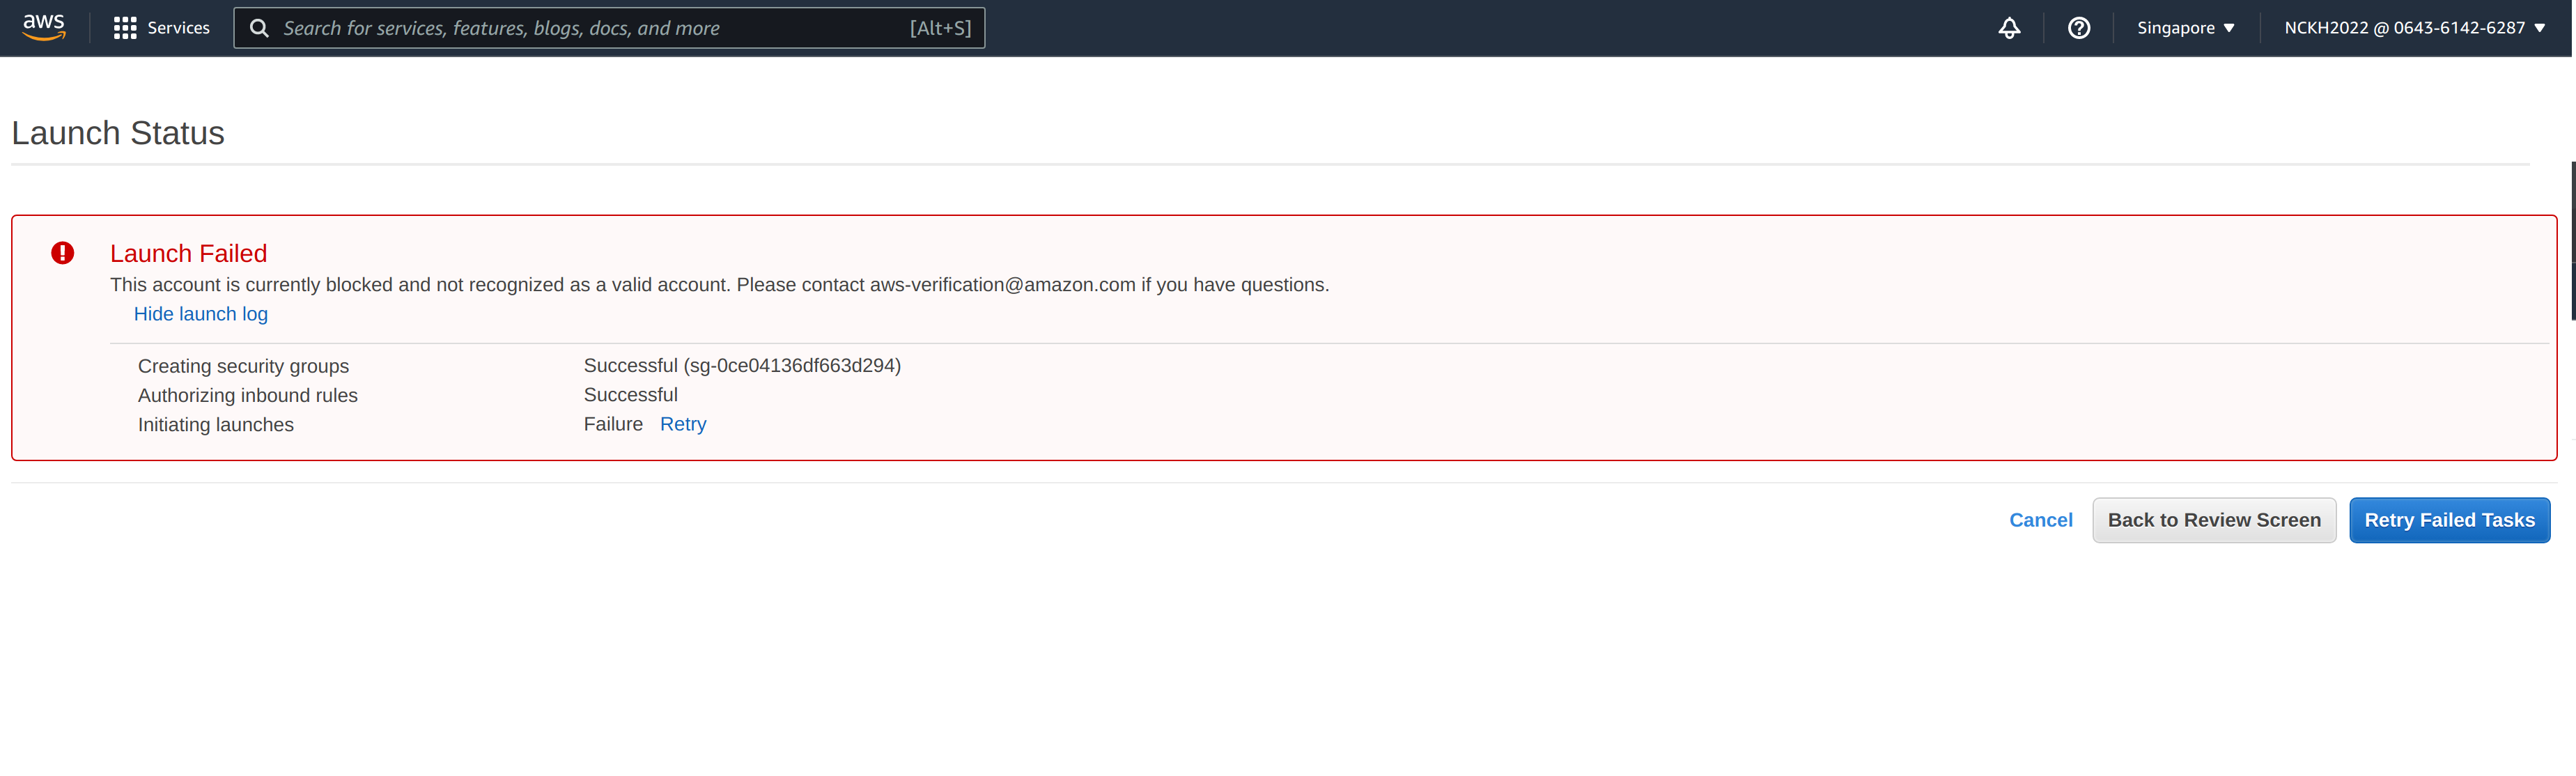 aws Services Search for services, features, blogs, docs, and more [Alt+S] Singapore NCKH2022 @ 0643-6142-6287
Launch Status
Launch Failed
This account is currently blocked and not recognized as a valid account. Please contact aws-verification@amazon.com if you have questions.
Hide launch log
Creating security groups Successful (sg-0ce04136df663d294)
Authorizing inbound rules Successful
Initiating launches Failure Retry
Cancel Back to Review Screen Retry Failed Tasks